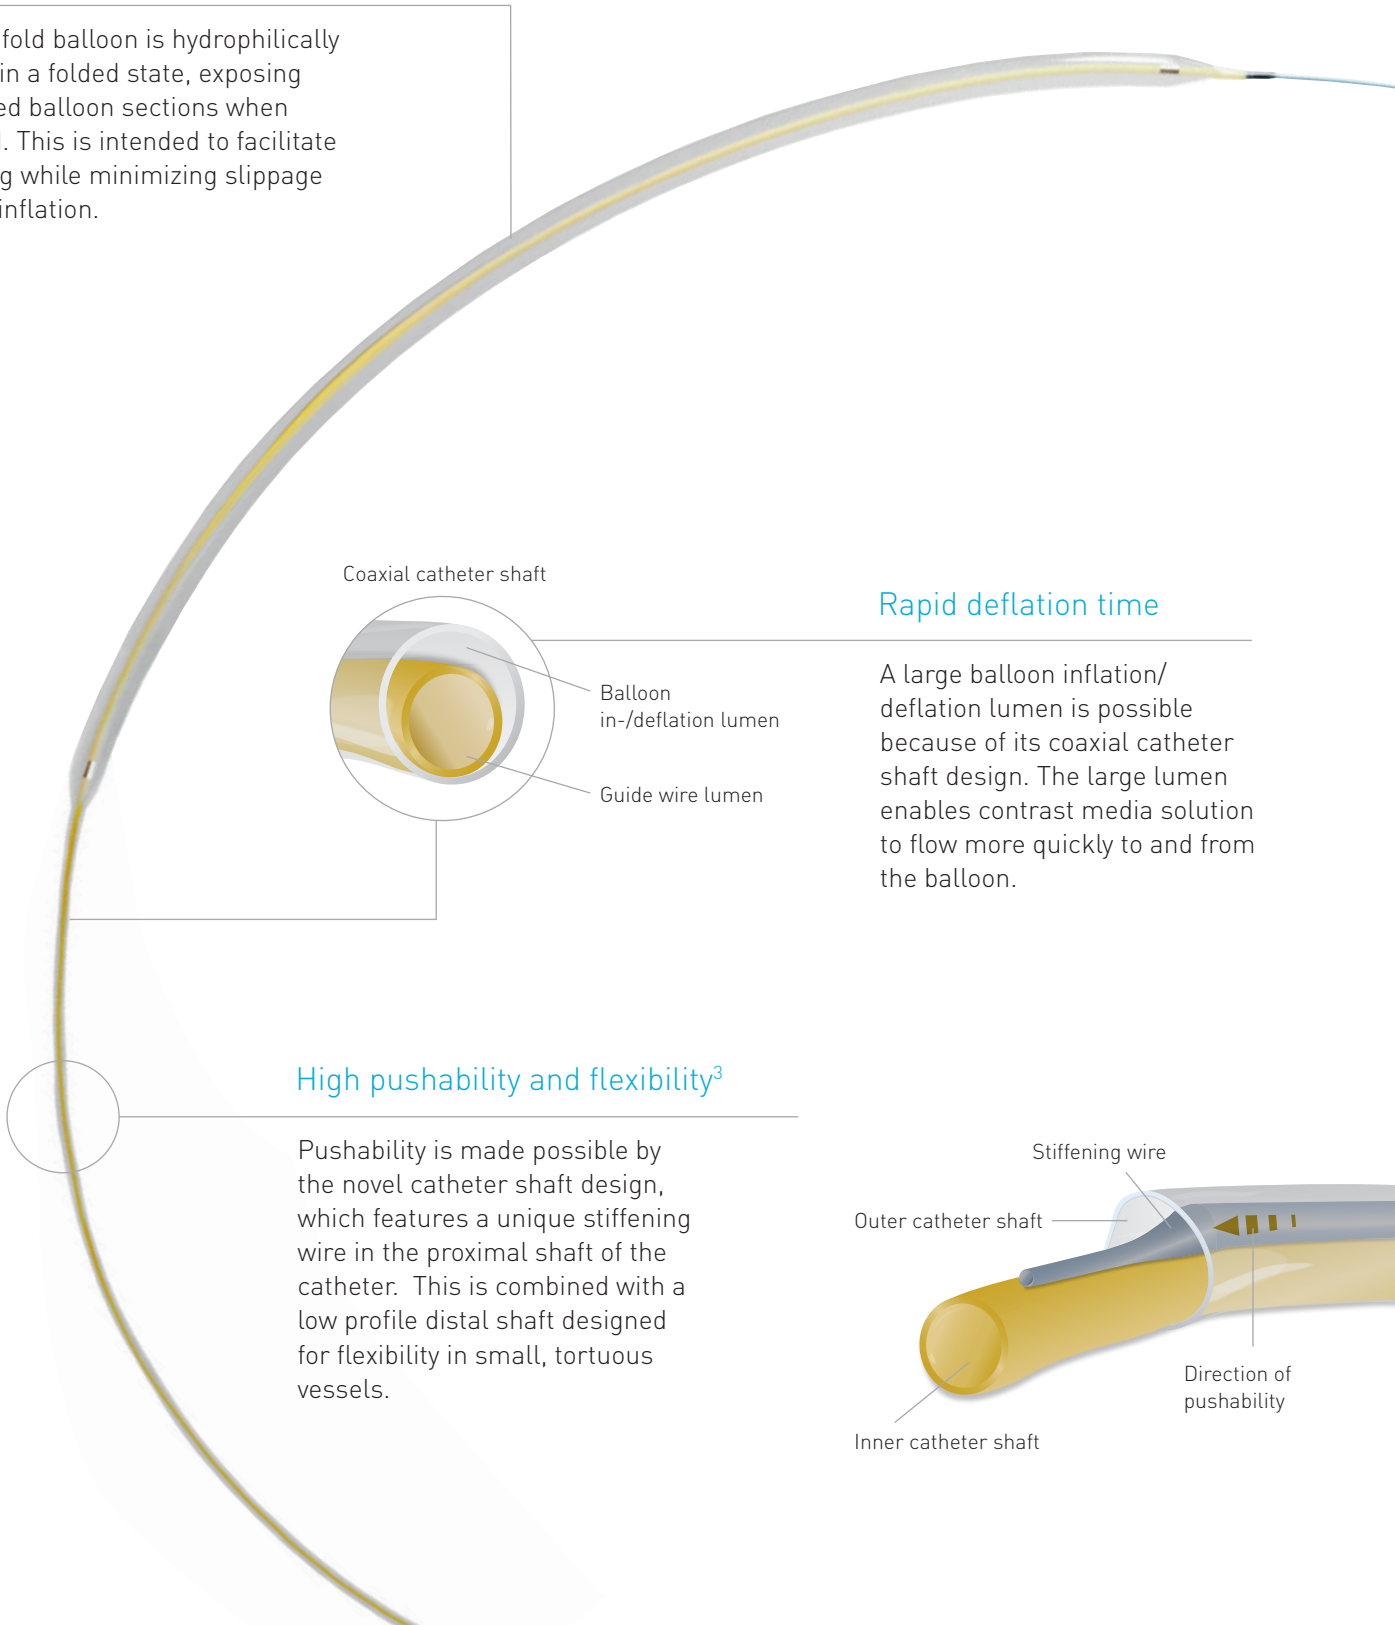 fold balloon is hydrophilically
in a folded state, exposing
ed balloon sections when
. This is intended to facilitate
g while minimizing slippage
inflation.
Coaxial catheter shaft
Balloon
in-/deflation lumen
Guide wire lumen
Rapid deflation time
A large balloon inflation/
deflation lumen is possible
because of its coaxial catheter
shaft design. The large lumen
enables contrast media solution
to flow more quickly to and from
the balloon.
High pushability and flexibility³
Pushability is made possible by
the novel catheter shaft design,
which features a unique stiffening
wire in the proximal shaft of the
catheter. This is combined with a
low profile distal shaft designed
for flexibility in small, tortuous
vessels.
Stiffening wire
Outer catheter shaft
Direction of
pushability
Inner catheter shaft